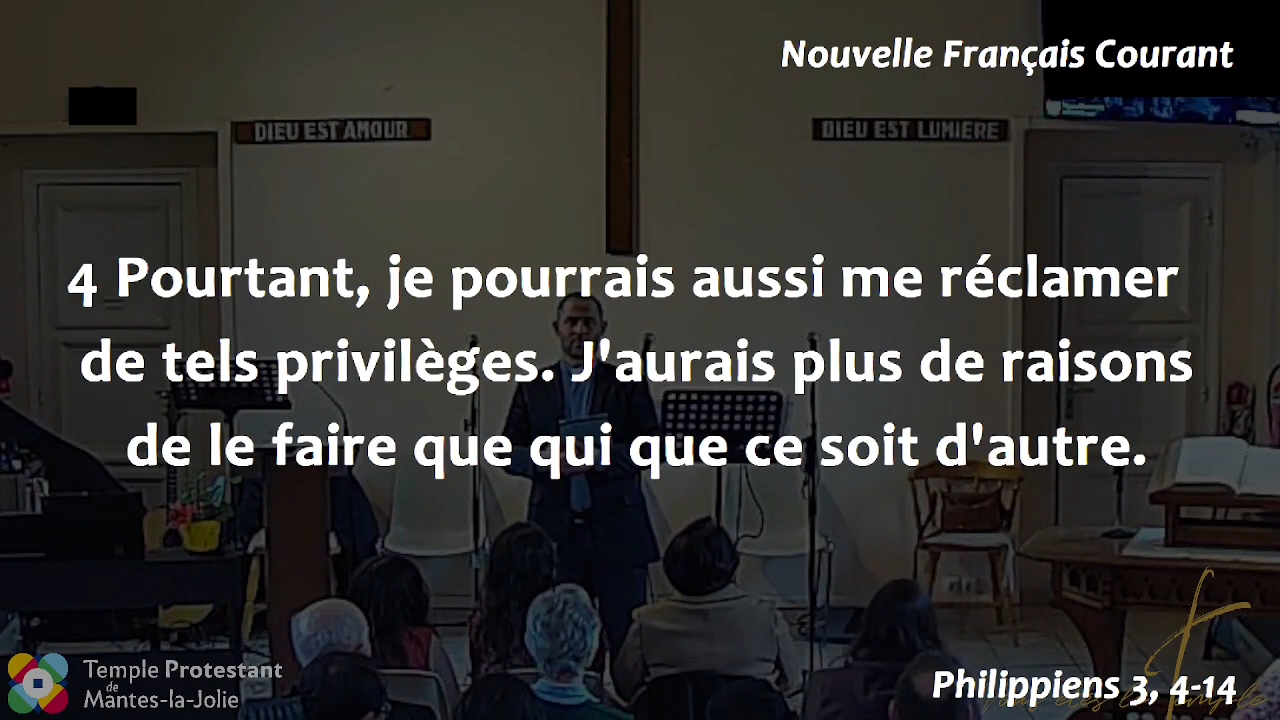 Nouvelle Français Courant
DIEU EST AMOUR
DIEU EST LUMIERE
4 Pourtant, je pourrais aussi me réclamer
de tels privilèges. J'aurais plus de raisons
de le faire que qui que ce soit d'autre.
Temple Protestant
de
Mantes-la-Jolie
Philippiens 3, 4-14